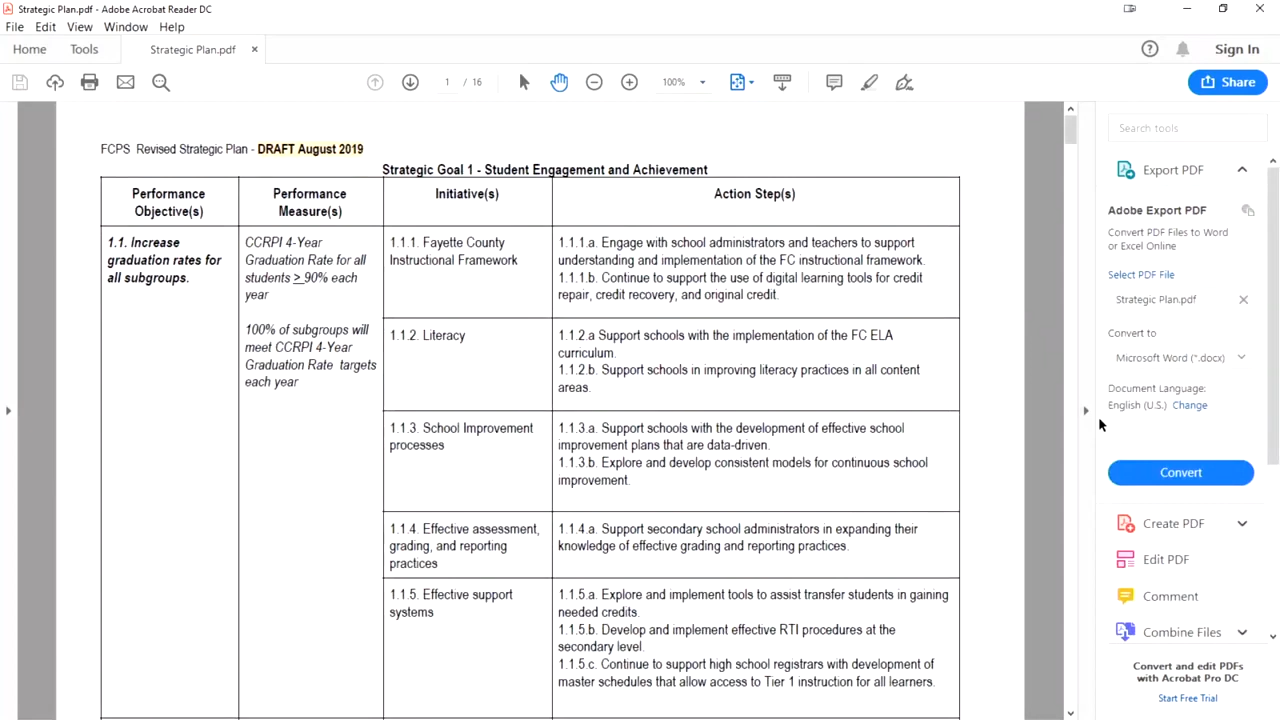 Strategic Plan.pdf - Adobe Acrobat Reader DC
File Edit View Window Help
Home Tools Strategic Plan.pdf × Sign In
1 / 16 100% Share
FCPS Revised Strategic Plan - DRAFT August 2019
Strategic Goal 1 - Student Engagement and Achievement
Performance
Objective(s)
Performance
Measure(s)
Initiative(s)
Action Step(s)
1.1. Increase
graduation rates for
all subgroups.
CCRPI 4-Year
Graduation Rate for all
students > 90% each
year
100% of subgroups will
meet CCRPI 4-Year
Graduation Rate targets
each year
1.1.1. Fayette County
Instructional Framework
1.1.1.a. Engage with school administrators and teachers to support
understanding and implementation of the FC instructional framework.
1.1.1.b. Continue to support the use of digital learning tools for credit
repair, credit recovery, and original credit.
1.1.2. Literacy
1.1.2.a Support schools with the implementation of the FC ELA
curriculum.
1.1.2.b. Support schools in improving literacy practices in all content
areas.
1.1.3. School Improvement
processes
1.1.3.a. Support schools with the development of effective school
improvement plans that are data-driven.
1.1.3.b. Explore and develop consistent models for continuous school
improvement.
1.1.4. Effective assessment,
grading, and reporting
practices
1.1.4.a. Support secondary school administrators in expanding their
knowledge of effective grading and reporting practices.
1.1.5. Effective support
systems
1.1.5.a. Explore and implement tools to assist transfer students in gaining
needed credits.
1.1.5.b. Develop and implement effective RTI procedures at the
secondary level.
1.1.5.c. Continue to support high school registrars with development of
master schedules that allow access to Tier 1 instruction for all learners.
Search tools
Export PDF
Adobe Export PDF
Convert PDF Files to Word
or Excel Online
Select PDF File
Strategic Plan.pdf
Convert to
Microsoft Word (*.docx)
Document Language:
English (U.S.) Change
Convert
Create PDF
Edit PDF
Comment
Combine Files
Convert and edit PDFs
with Acrobat Pro DC
Start Free Trial